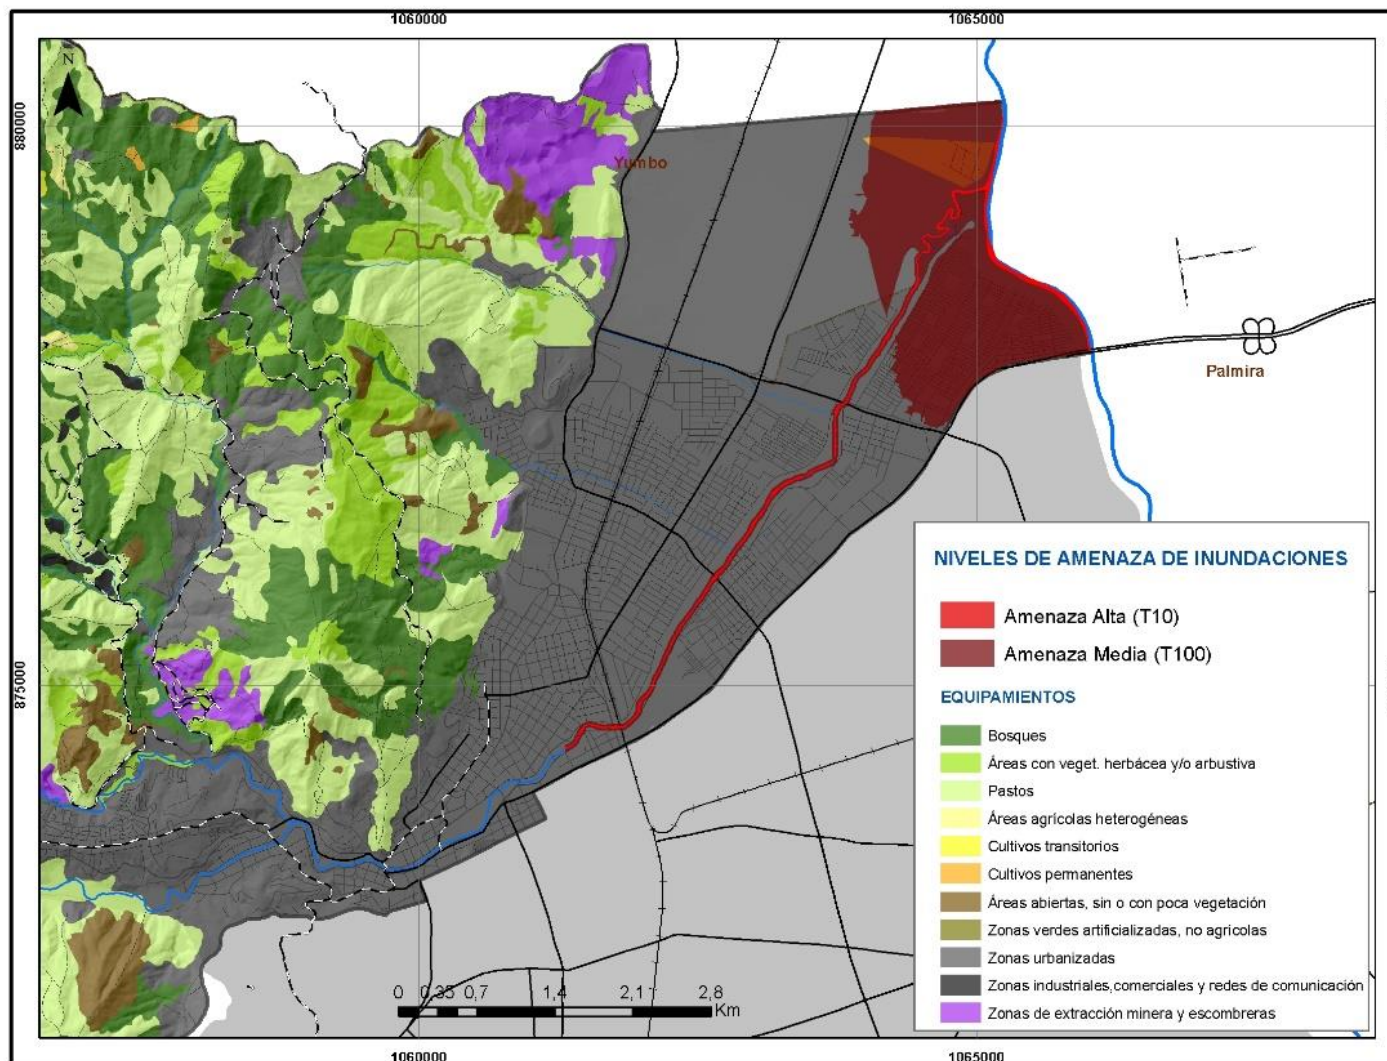 1060000
1065000
N
880000
Yumbo
Palmira
NIVELES DE AMENAZA DE INUNDACIONES
Amenaza Alta (T10)
Amenaza Media (T100)
875000
EQUIPAMIENTOS
Bosques
Áreas con veget. herbácea y/o arbustiva
Pastos
Áreas agrícolas heterogéneas
Cultivos transitorios
Cultivos permanentes
Áreas abiertas, sin o con poca vegetación
Zonas verdes artificializadas, no agrícolas
Zonas urbanizadas
Zonas industriales,comerciales y redes de comunicación
Zonas de extracción minera y escombreras
0 0,35 0,7 1,4 2,1 2,8
Km
1060000
1065000